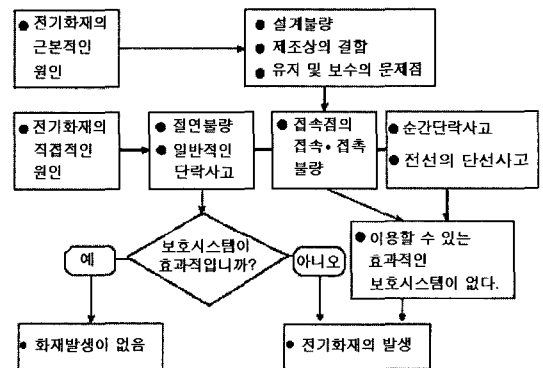 ● 전기화재의
근본적인
원인
● 설계불량
● 제조상의 결함
● 유지 및 보수의 문제점
● 전기화재의
직접적인
원인
● 절연불량
● 일반적인
단락사고
● 접속점의
접속·접촉
불량
● 순간단락사고
● 전선의 단선사고
보호시스템이
효과적입니까?
예
아니오
● 이용할 수 있는
효과적인
보호시스템이 없다.
● 화재발생이 없음
● 전기화재의 발생